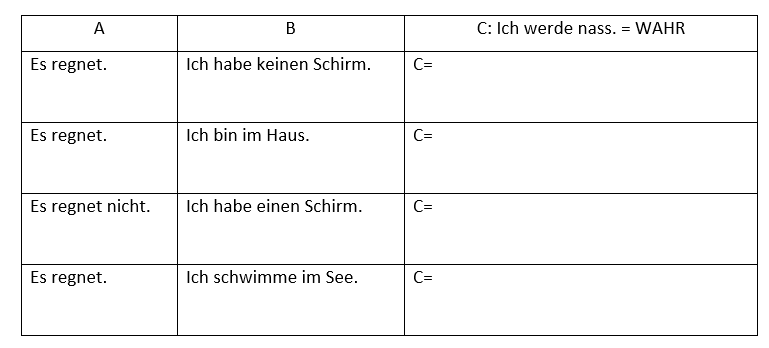 A B C: Ich werde nass. = WAHR
Es regnet. Ich habe keinen Schirm. C=
Es regnet. Ich bin im Haus. C=
Es regnet nicht. Ich habe einen Schirm. C=
Es regnet. Ich schwimme im See. C=